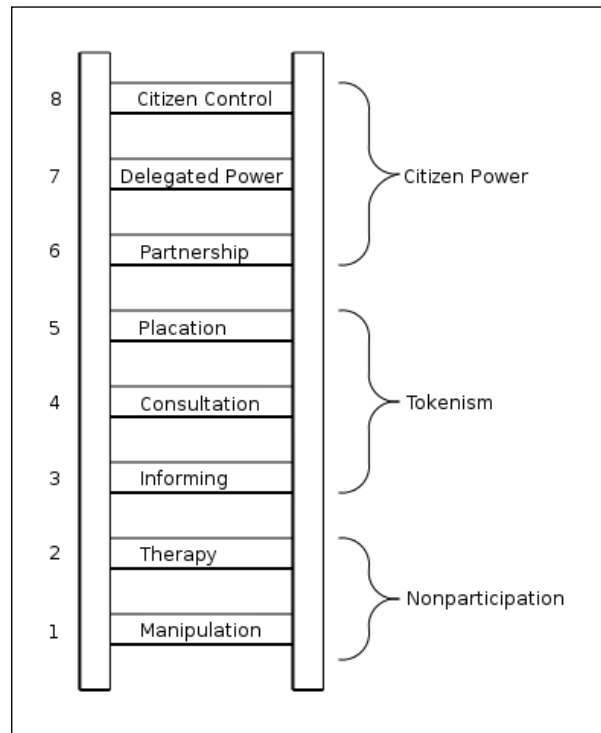 8 Citizen Control
7 Delegated Power
Citizen Power
6 Partnership
5 Placation
4 Consultation
Tokenism
3 Informing
2 Therapy
Nonparticipation
1 Manipulation